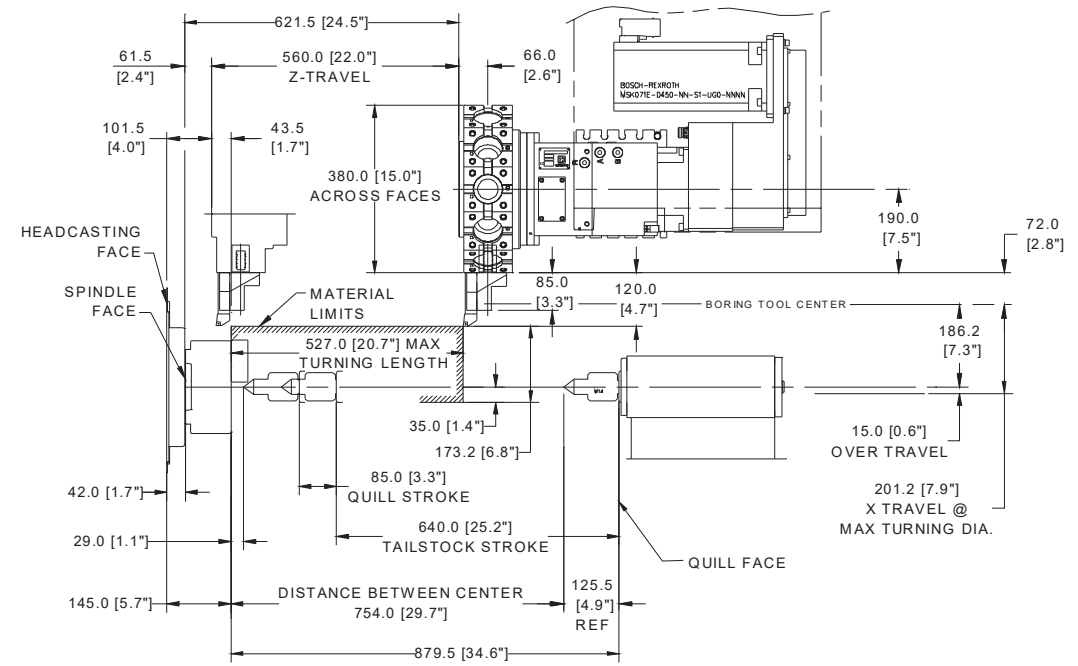 621.5 [24.5"]
61.5
[2.4"]
560.0 [22.0"]
Z-TRAVEL
66.0
[2.6"]
BOSCH-REXROTH
MSK071E-0450-NN-S1-UG0-NNNN
101.5
[4.0"]
43.5
[1.7"]
380.0 [15.0"]
ACROSS FACES
A
B
190.0
[7.5"]
72.0
[2.8"]
HEADCASTING
FACE
SPINDLE
FACE
MATERIAL
LIMITS
85.0
[3.3"]
120.0
[4.7"]
BORING TOOL CENTER
186.2
[7.3"]
527.0 [20.7"] MAX
TURNING LENGTH
35.0 [1.4"]
173.2 [6.8"]
15.0 [0.6"]
OVER TRAVEL
85.0 [3.3"]
QUILL STROKE
42.0 [1.7"]
201.2 [7.9"]
X TRAVEL @
MAX TURNING DIA.
640.0 [25.2"]
TAILSTOCK STROKE
29.0 [1.1"]
QUILL FACE
DISTANCE BETWEEN CENTER
754.0 [29.7"]
125.5
[4.9"]
REF
145.0 [5.7"]
879.5 [34.6"]